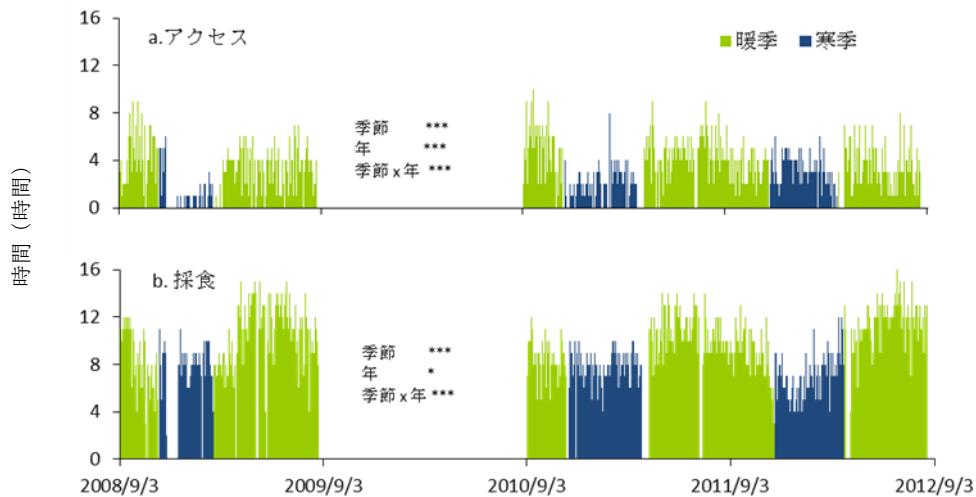 16
a.アクセス
暖季
寒季
12
8
季節 ***
年 ***
季節 x 年 ***
4
0
時間（時間）
16
b. 採食
12
季節 ***
年 *
季節 x 年 ***
8
4
0
2008/9/3 2009/9/3 2010/9/3 2011/9/3 2012/9/3